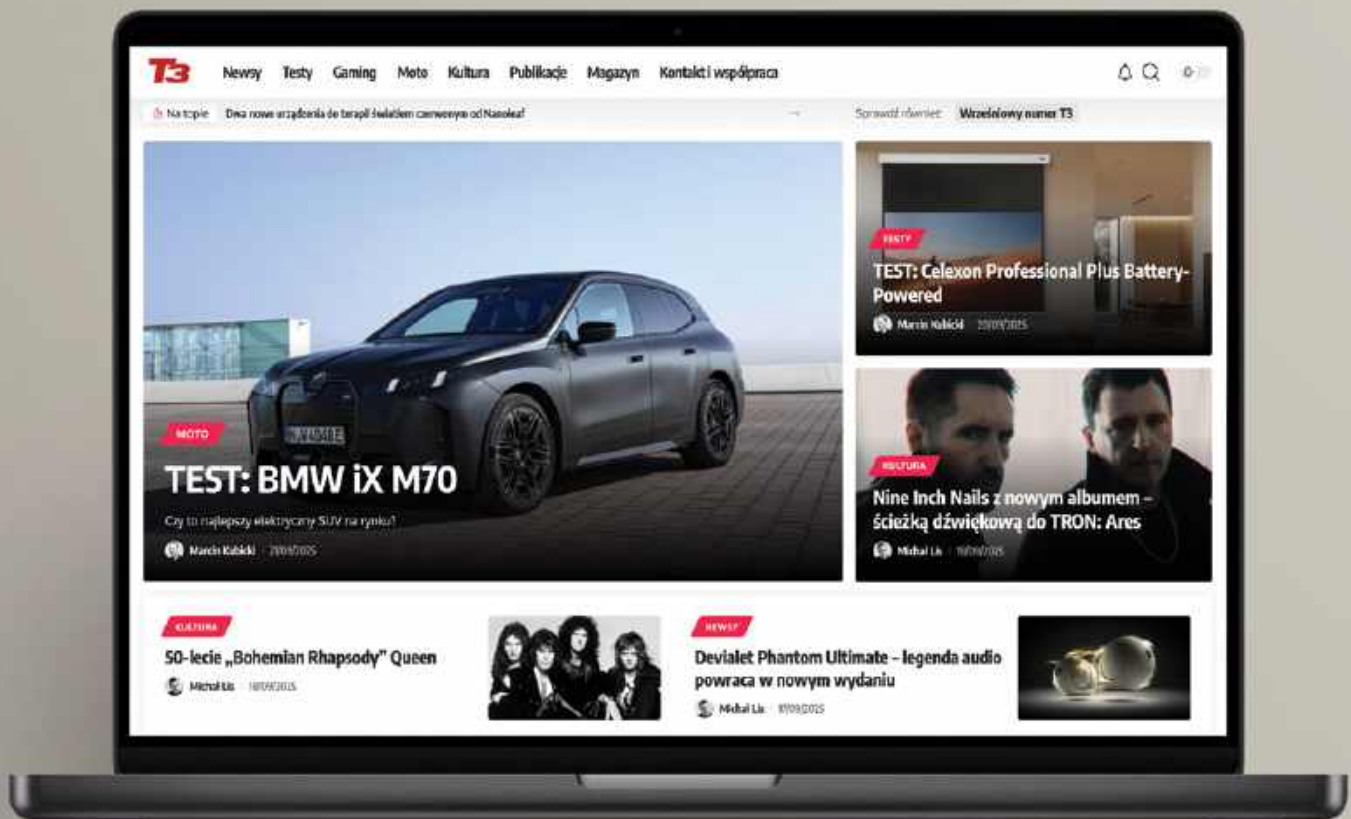 T3
Newsy Testy Gaming Moto Kultura Publikacje Magazyn Kontakt i współpraca
Na topie Dwa nowe urządzenia do terapii światłem czerwonym od Nanoleaf
Sprawdź również: Wrześniowy numer T3
MOTO
TEST: BMW iX M70
Czy to najlepszy elektryczny SUV na rynku?
Marcin Kubicki
TESTY
TEST: Celexon Professional Plus Battery-
Powered
Marcin Kubicki
KULTURA
Nine Inch Nails z nowym albumem –
ścieżką dźwiękową do TRON: Ares
Michał Lis
KULTURA
50-lecie „Bohemian Rhapsody” Queen
Michał Lis
NEWSY
Devialet Phantom Ultimate – legenda audio
powraca w nowym wydaniu
Michał Lis